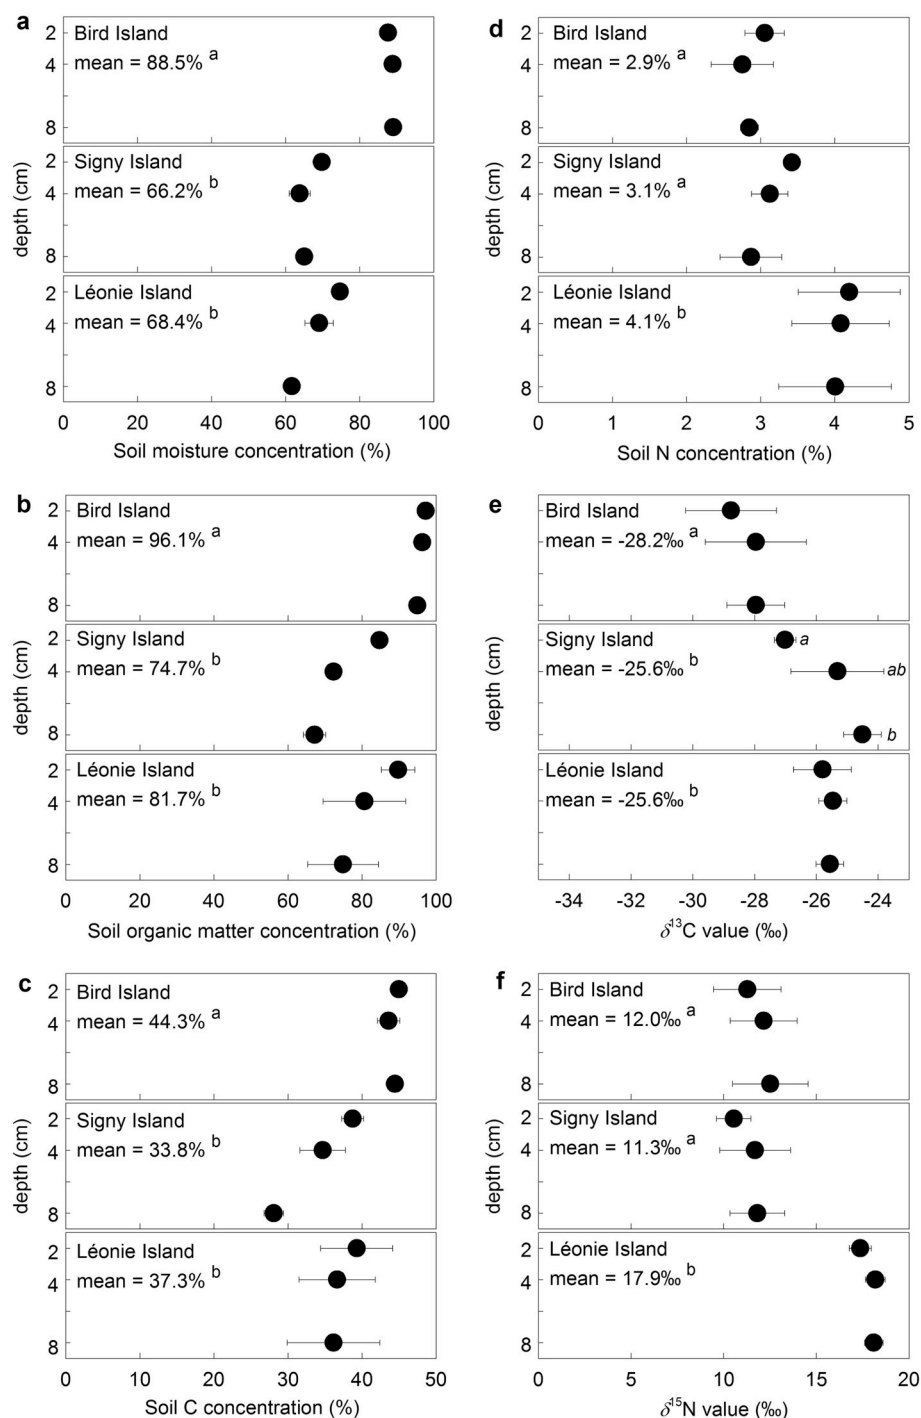 a
2
Bird Island
mean = 88.5% a
4
8
2
Signy Island
mean = 66.2% b
4
8
2
Léonie Island
mean = 68.4% b
4
8
depth (cm)
0 20 40 60 80 100
Soil moisture concentration (%)
b
2
Bird Island
mean = 96.1% a
4
8
2
Signy Island
mean = 74.7% b
4
8
2
Léonie Island
mean = 81.7% b
4
8
depth (cm)
0 20 40 60 80 100
Soil organic matter concentration (%)
c
2
Bird Island
mean = 44.3% a
4
8
2
Signy Island
mean = 33.8% b
4
8
2
Léonie Island
mean = 37.3% b
4
8
depth (cm)
0 10 20 30 40 50
Soil C concentration (%)
d
2
Bird Island
mean = 2.9% a
4
8
2
Signy Island
mean = 3.1% a
4
8
2
Léonie Island
mean = 4.1% b
4
8
depth (cm)
0 1 2 3 4 5
Soil N concentration (%)
e
2
Bird Island
mean = -28.2‰ a
4
8
2
Signy Island
a
mean = -25.6‰ b
4
ab
8
b
2
Léonie Island
mean = -25.6‰ b
4
8
depth (cm)
-34 -32 -30 -28 -26 -24
δ13C value (‰)
f
2
Bird Island
mean = 12.0‰ a
4
8
2
Signy Island
mean = 11.3‰ a
4
8
2
Léonie Island
mean = 17.9‰ b
4
8
depth (cm)
0 5 10 15 20
δ15N value (‰)